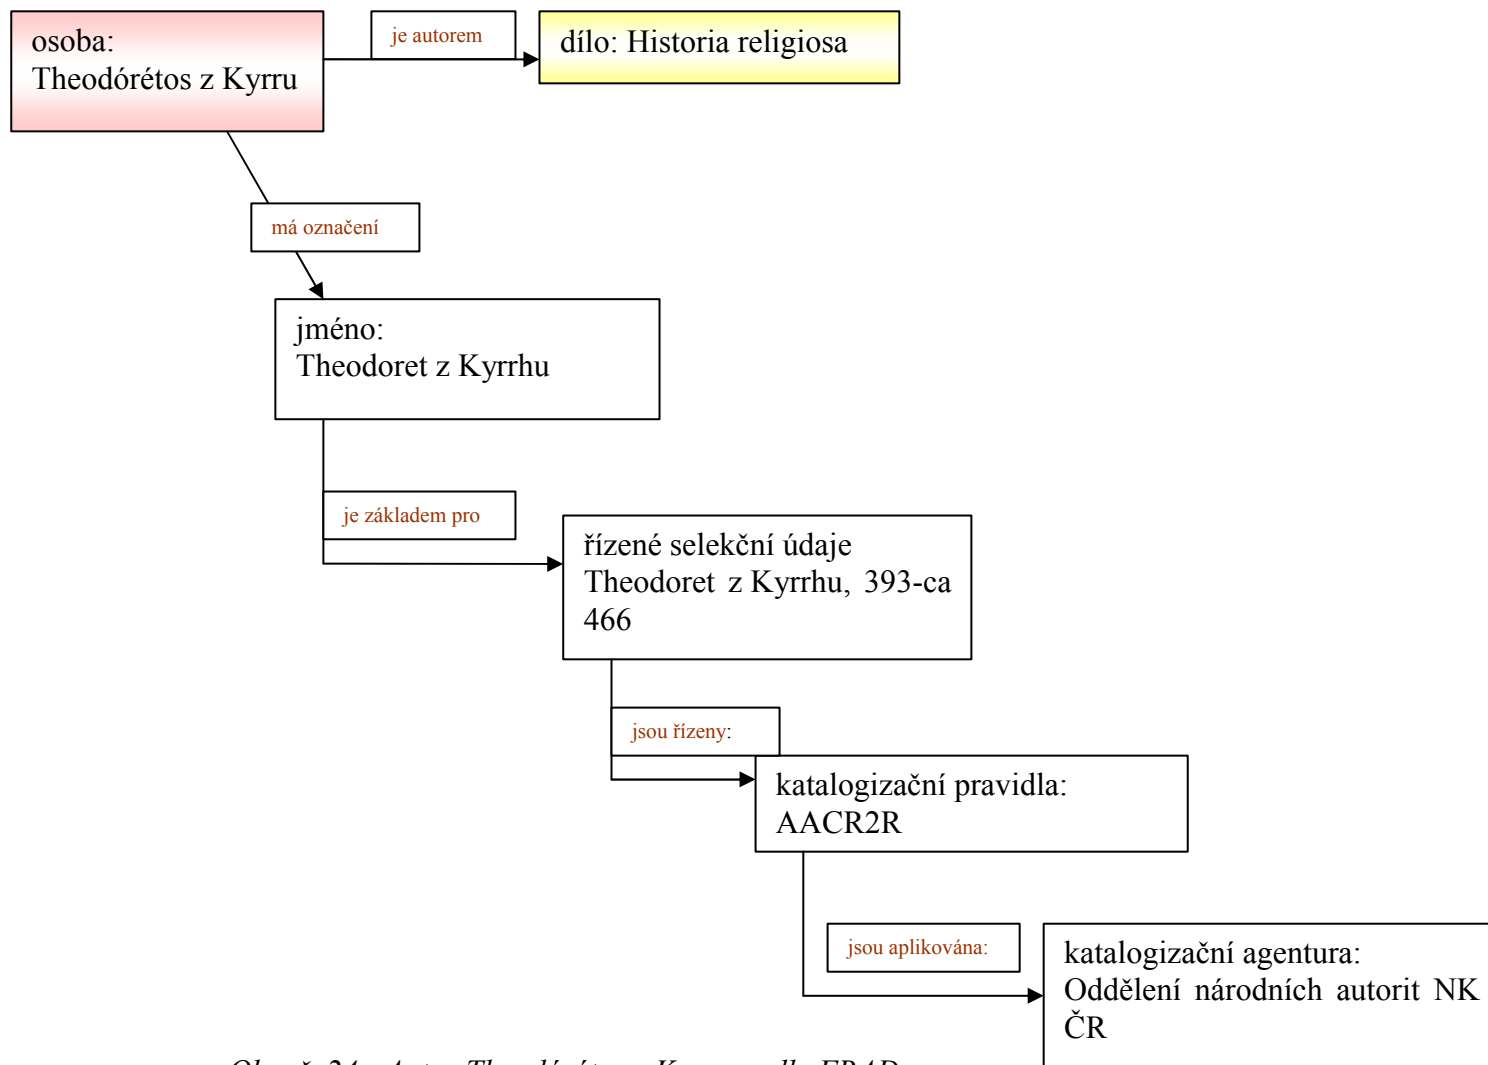 osoba:
Theodórétos z Kyrru
je autorem
dílo: Historia religiosa
má označení
jméno:
Theodoret z Kyrrhu
je základem pro
řízené selekční údaje
Theodoret z Kyrrhu, 393-ca
466
jsou řízeny:
katalogizační pravidla:
AACR2R
jsou aplikována:
katalogizační agentura:
Oddělení národních autorit NK
ČR